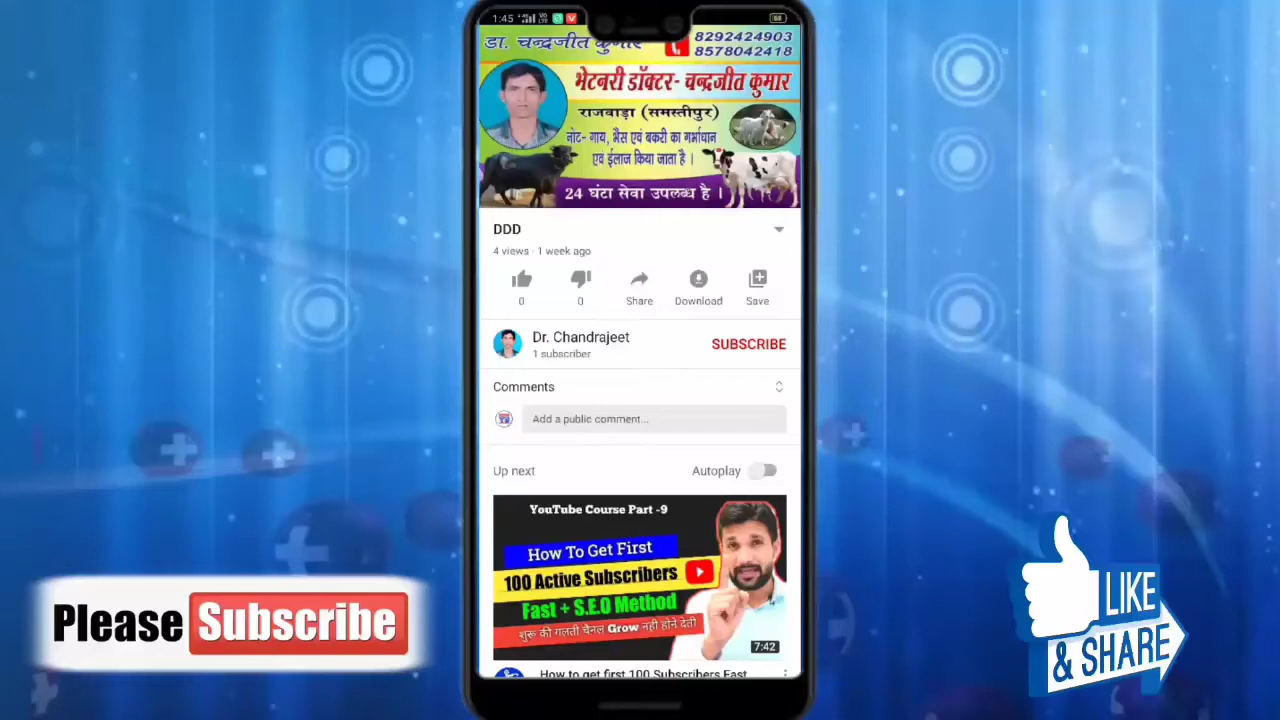 1:45
68
डा. चन्द्रजीत कुमार
8292424903
8578042418
भेटनरी डॉक्टर- चन्द्रजीत कुमार
राजवाड़ा (समस्तीपुर)
नोट- गाय, भैस एवं बकरी का गर्भाधान
एवं ईलाज किया जाता है ।
24 घंटा सेवा उपलब्ध है ।
DDD
4 views · 1 week ago
0
0
Share
Download
Save
Dr. Chandrajeet
SUBSCRIBE
1 subscriber
Comments
Add a public comment...
Up next
Autoplay
YouTube Course Part -9
How To Get First
100 Active Subscribers
Fast + S.E.O Method
शुरू की गलती चैनल Grow नही होने देती
7:42
How to get first 100 Subscribers Fast
Please Subscribe
LIKE
& SHARE